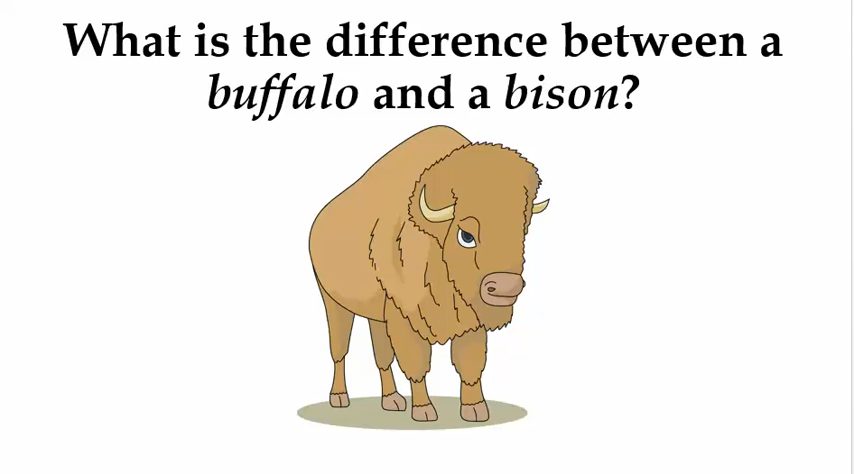 What is the difference between a
buffalo and a bison?